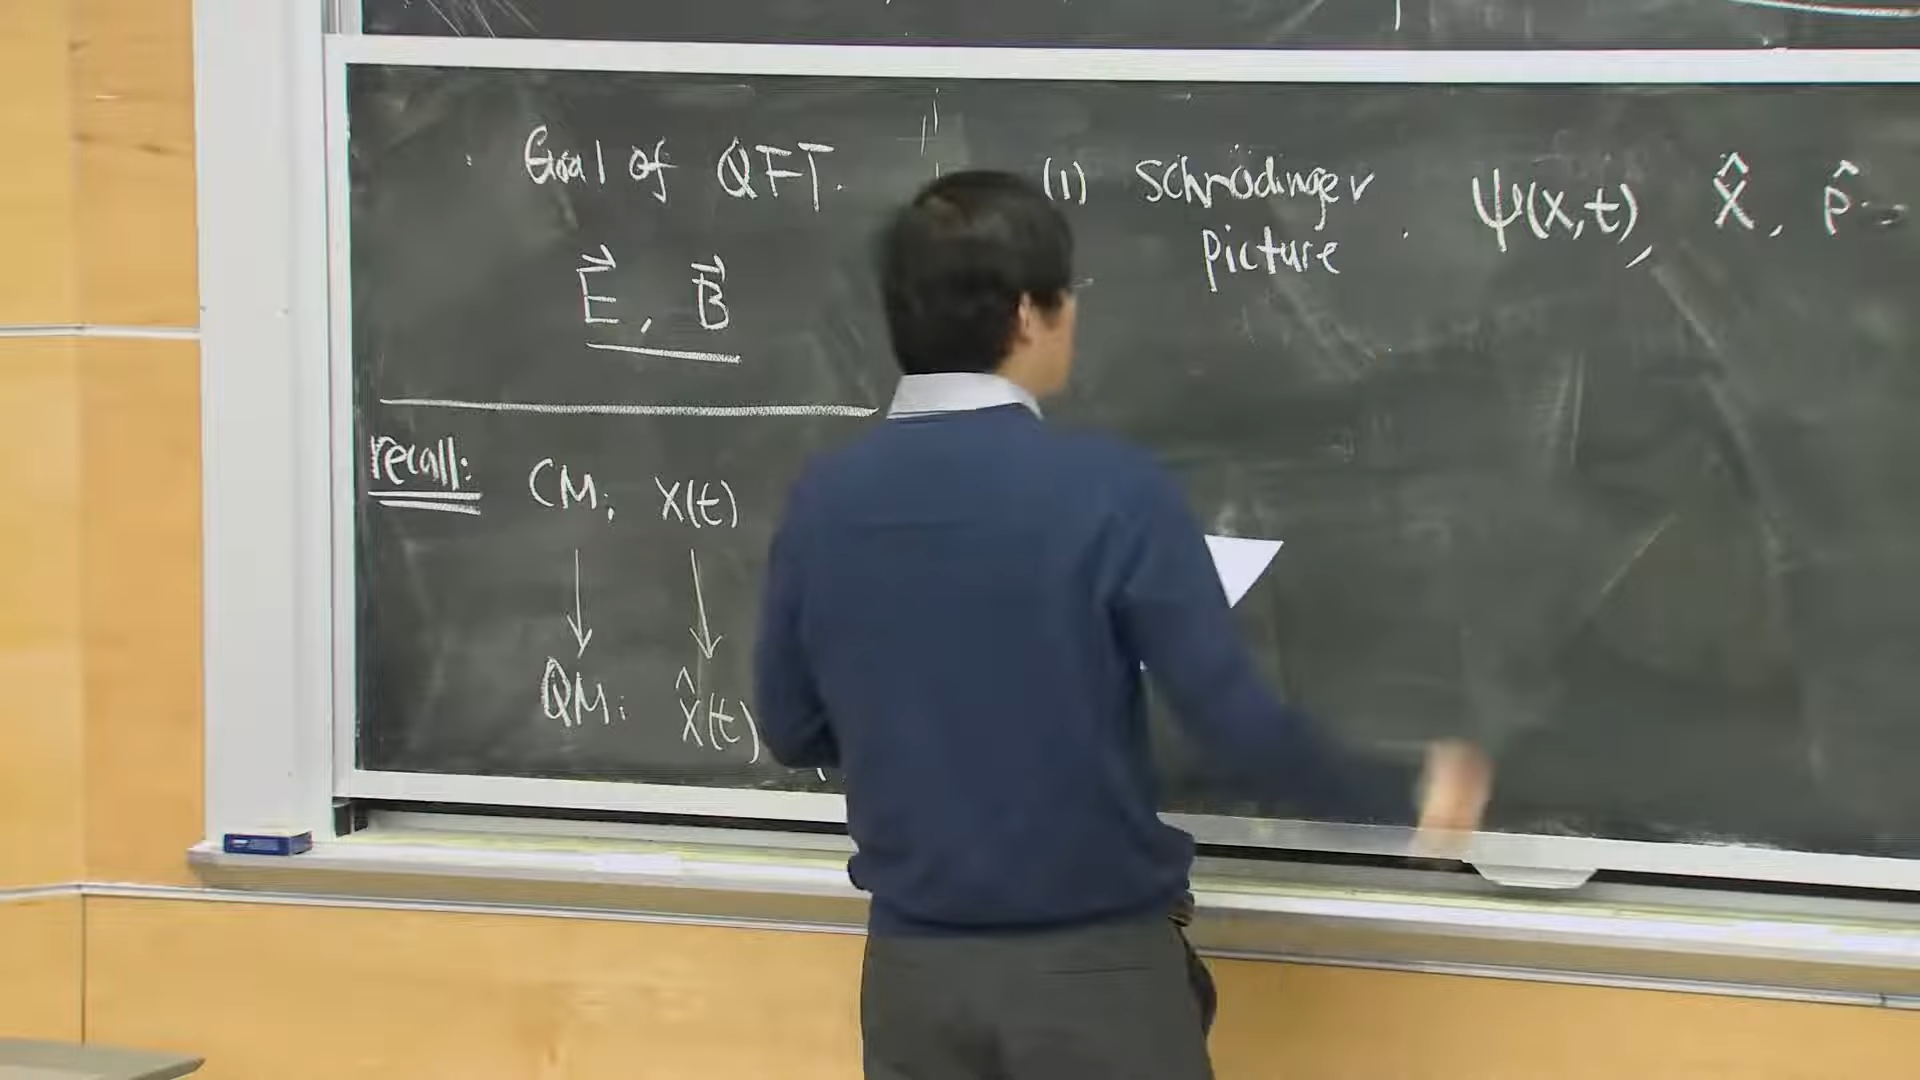 Goal of QFT.
E⃗, B⃗
recall: CM: x(t)
QM: x̂(t)
(1) Schrodinger picture. ψ(x,t), x̂, p̂...